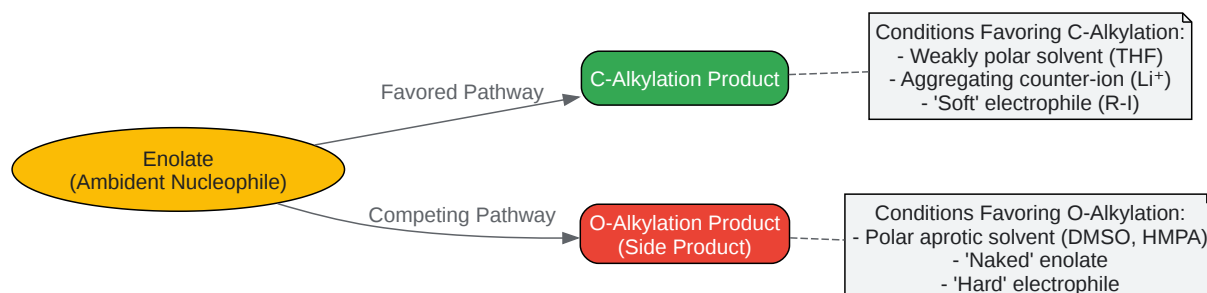 Enolate
(Ambident Nucleophile)
Favored Pathway
C-Alkylation Product
Conditions Favoring C-Alkylation:
- Weakly polar solvent (THF)
- Aggregating counter-ion (Li⁺)
- 'Soft' electrophile (R-I)
Competing Pathway
O-Alkylation Product
(Side Product)
Conditions Favoring O-Alkylation:
- Polar aprotic solvent (DMSO, HMPA)
- 'Naked' enolate
- 'Hard' electrophile